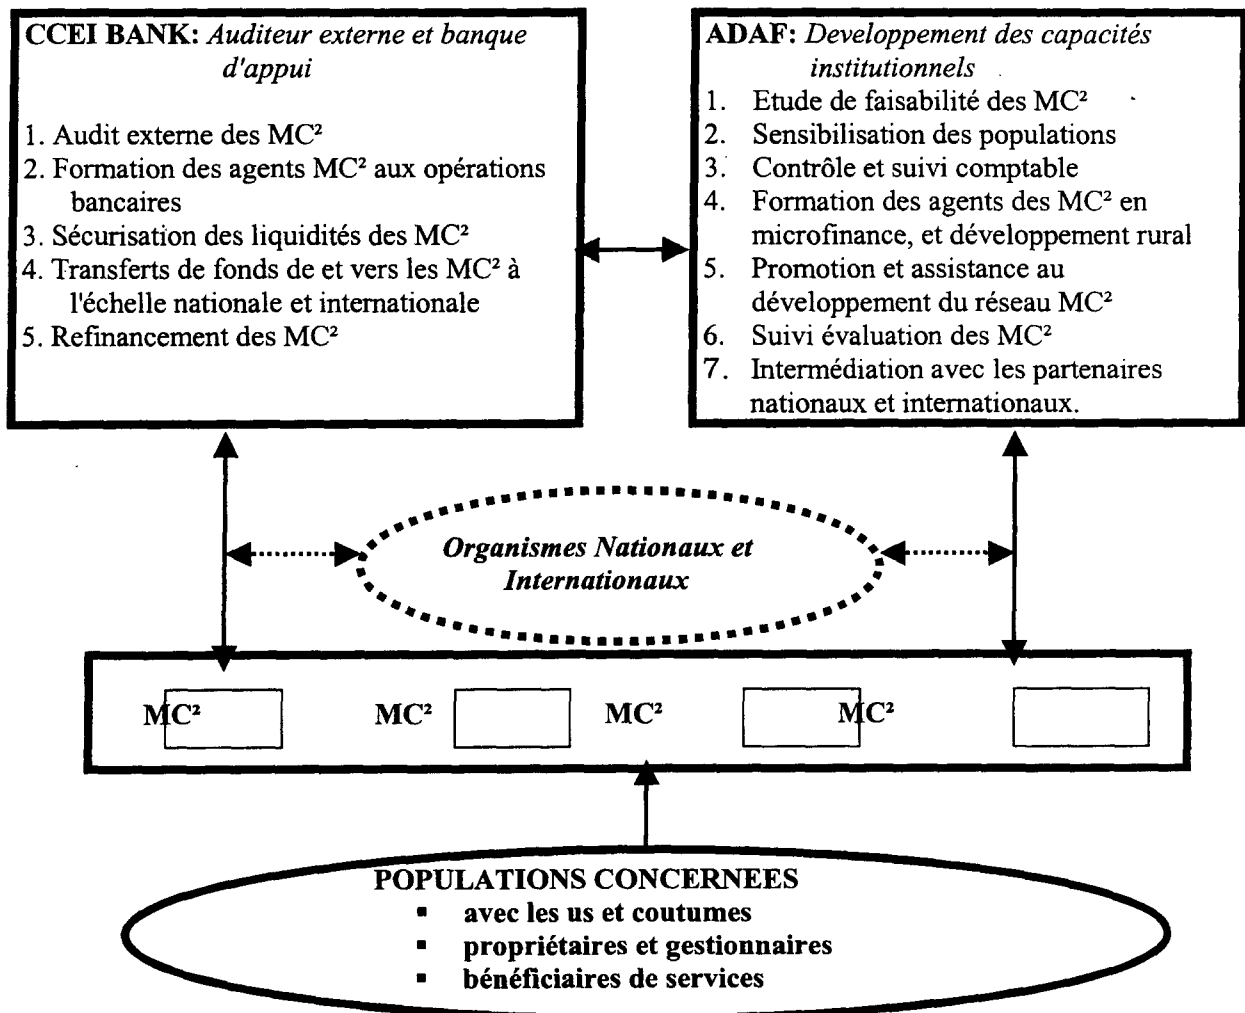 CCEI BANK: Auditeur externe et banque
d'appui
1. Audit externe des MC²
2. Formation des agents MC² aux opérations
bancaires
3. Sécurisation des liquidités des MC²
4. Transferts de fonds de et vers les MC² à
l'échelle nationale et internationale
5. Refinancement des MC²
ADAF: Developpement des capacités
institutionnels
1. Etude de faisabilité des MC²
2. Sensibilisation des populations
3. Contrôle et suivi comptable
4. Formation des agents des MC² en
microfinance, et développement rural
5. Promotion et assistance au
développement du réseau MC²
6. Suivi évaluation des MC²
7. Intermédiation avec les partenaires
nationaux et internationaux.
Organismes Nationaux et
Internationaux
MC² MC² MC² MC²
POPULATIONS CONCERNEES
▪ avec les us et coutumes
▪ propriétaires et gestionnaires
▪ bénéficiaires de services